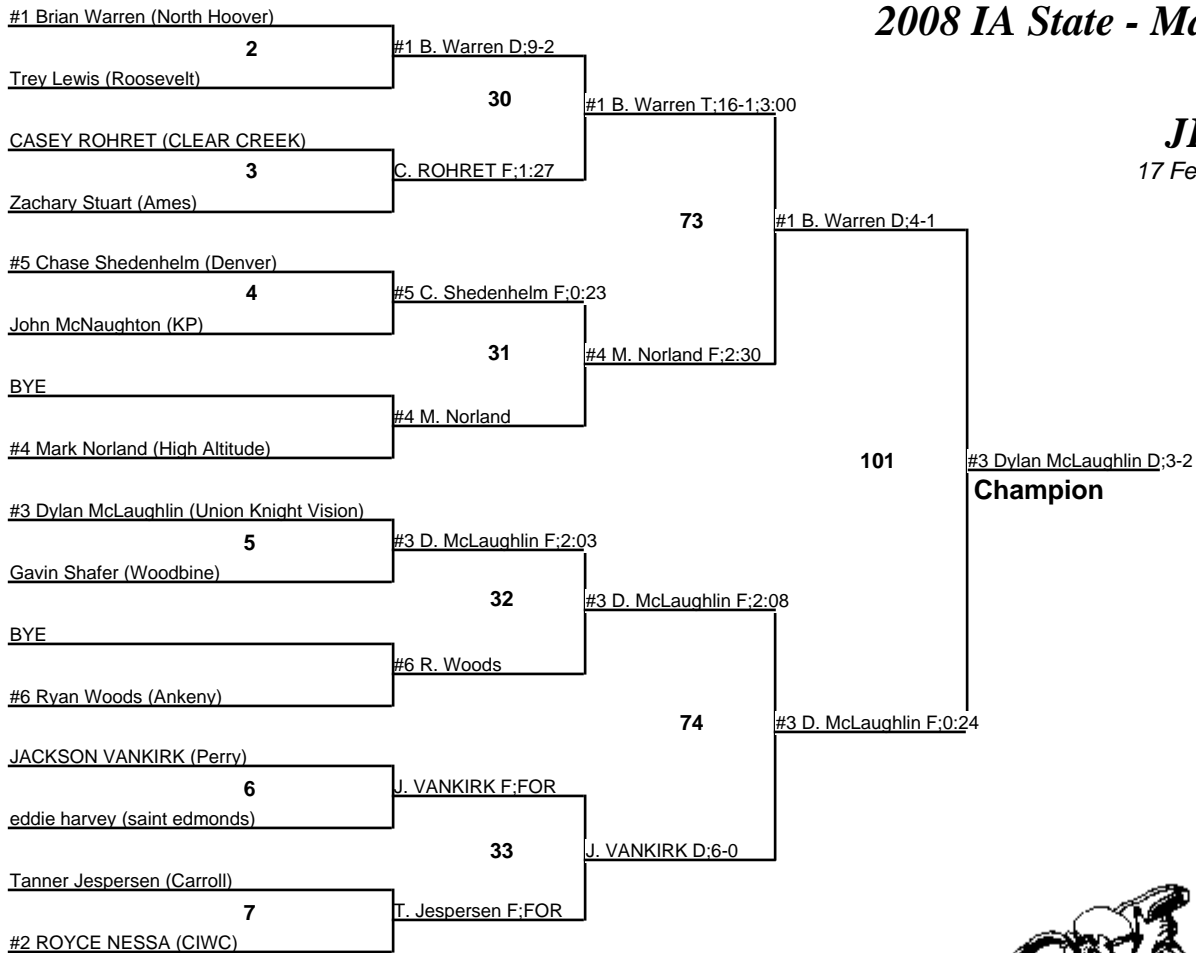 #1 Brian Warren (North Hoover)
2008 IA State - Ma
2
#1 B. Warren D;9-2
Trey Lewis (Roosevelt)
30
#1 B. Warren T;16-1;3:00
CASEY ROHRET (CLEAR CREEK)
3
C. ROHRET F;1:27
17 Fe
Zachary Stuart (Ames)
73
#1 B. Warren D;4-1
#5 Chase Shedenhelm (Denver)
4
#5 C. Shedenhelm F;0:23
John McNaughton (KP)
31
#4 M. Norland F;2:30
BYE
#4 M. Norland
#4 Mark Norland (High Altitude)
101
#3 Dylan McLaughlin D;3-2
Champion
#3 Dylan McLaughlin (Union Knight Vision)
5
#3 D. McLaughlin F;2:03
Gavin Shafer (Woodbine)
32
#3 D. McLaughlin F;2:08
BYE
#6 R. Woods
#6 Ryan Woods (Ankeny)
74
#3 D. McLaughlin F;0:24
JACKSON VANKIRK (Perry)
6
J. VANKIRK F;FOR
eddie harvey (saint edmonds)
33
J. VANKIRK D;6-0
Tanner Jespersen (Carroll)
7
T. Jespersen F;FOR
#2 ROYCE NESSA (CIWC)